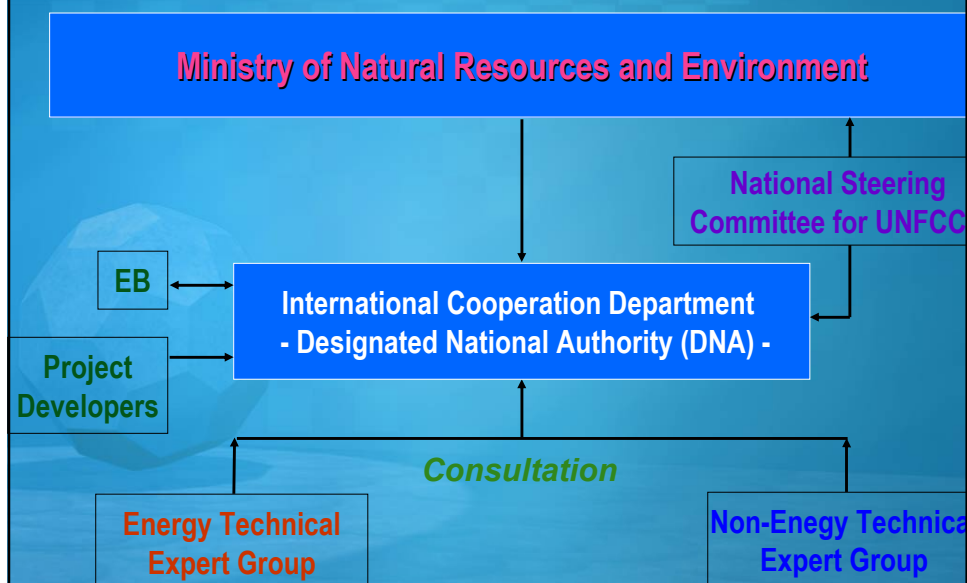 Ministry of Natural Resources and Environment
National Steering
Committee for UNFCC
EB
International Cooperation Department
- Designated National Authority (DNA) -
Project
Developers
Consultation
Energy Technical
Expert Group
Non-Enegy Technica
Expert Group